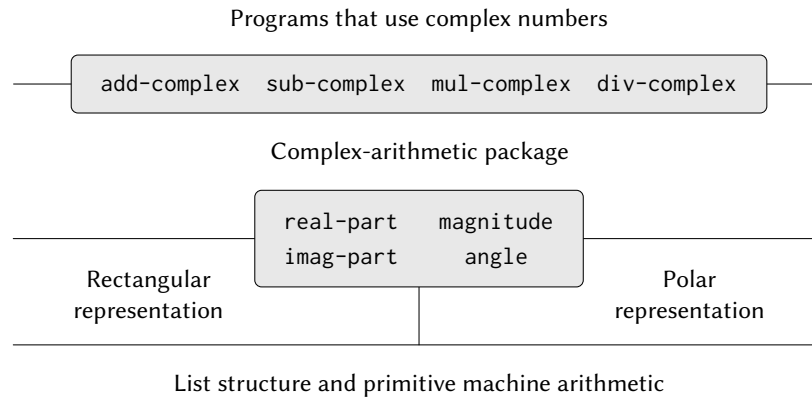 Programs that use complex numbers
add-complex sub-complex mul-complex div-complex
Complex-arithmetic package
real-part magnitude
imag-part angle
Rectangular
representation
Polar
representation
List structure and primitive machine arithmetic